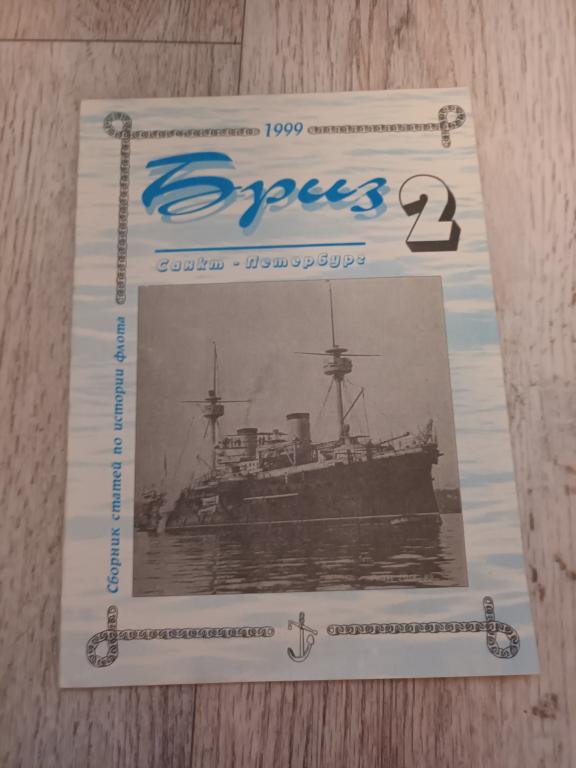 1999
Бриз
2
Санкт - Петербург
Сборник статей по истории флота